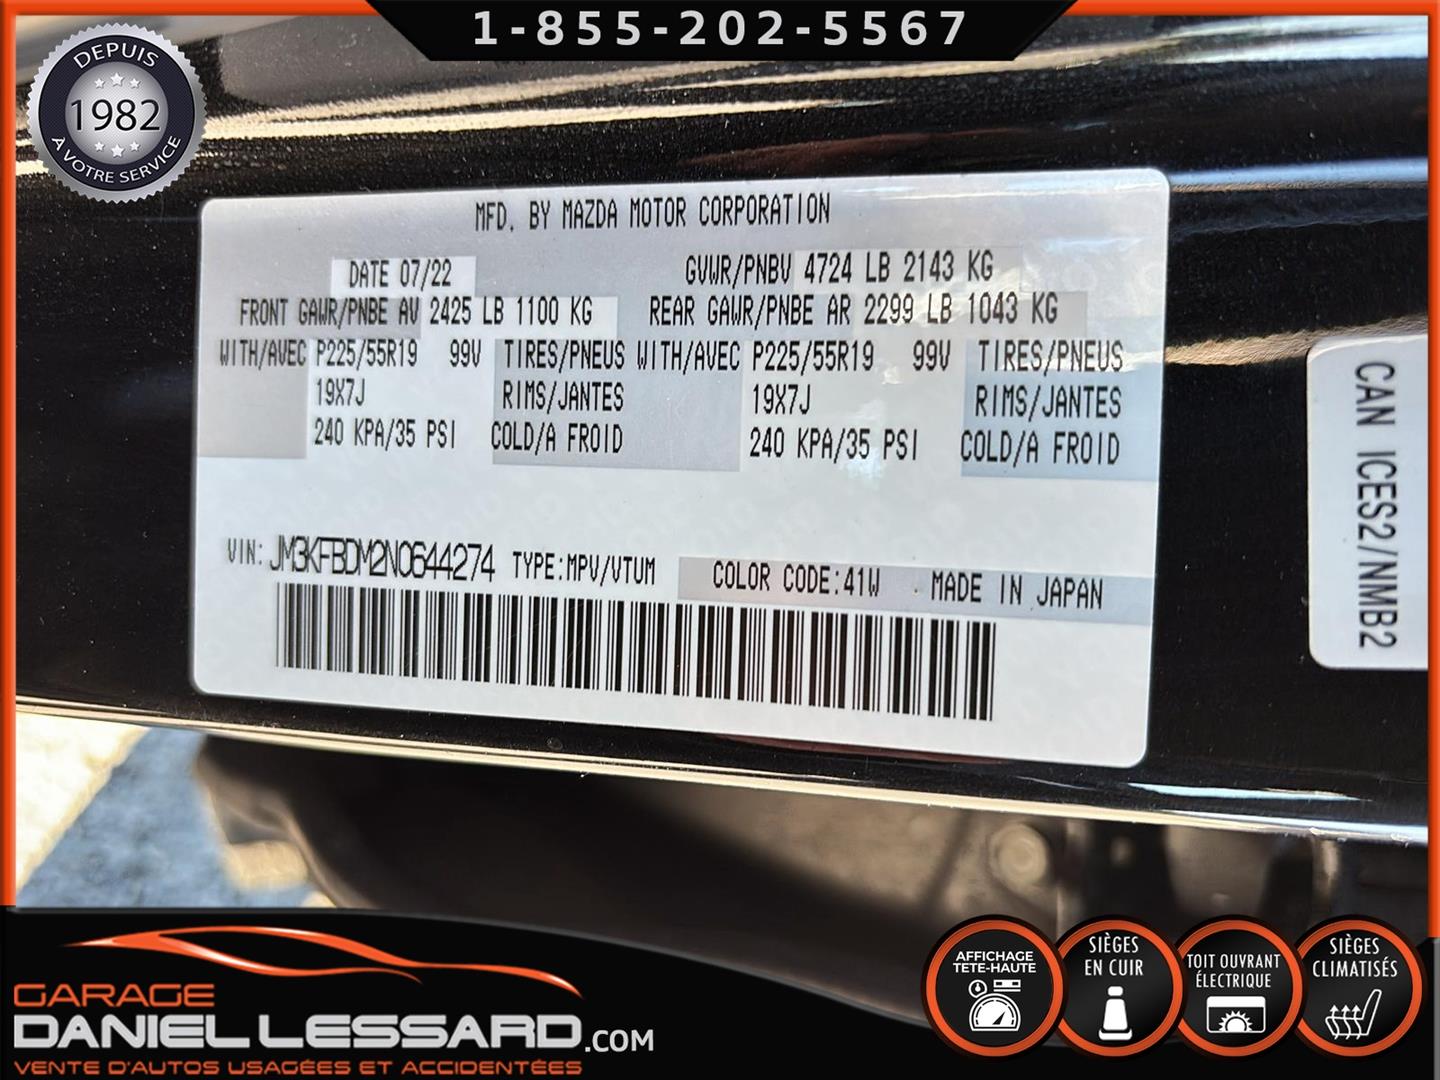 1-855-202-5567
DEPUIS
1982
À VOTRE SERVICE
MFD. BY MAZDA MOTOR CORPORATION
DATE 07/22 GVWR/PNBV 4724 LB 2143 KG
FRONT GAWR/PNBE AV 2425 LB 1100 KG REAR GAWR/PNBE AR 2299 LB 1043 KG
WITH/AVEC P225/55R19 99V TIRES/PNEUS WITH/AVEC P225/55R19 99V TIRES/PNEUS
19X7J RIMS/JANTES 19X7J RIMS/JANTES
240 KPA/35 PSI COLD/A FROID 240 KPA/35 PSI COLD/A FROID
VIN: JM3KFBDM2N0644274 TYPE:MPV/VTUM COLOR CODE:41W MADE IN JAPAN
CAN ICES2/NMB2
GARAGE
DANIEL LESSARD.COM
VENTE D'AUTOS USAGÉES ET ACCIDENTÉES
AFFICHAGE
TETE-HAUTE
SIÈGES
EN CUIR
TOIT OUVRANT
ÉLECTRIQUE
SIÈGES
CLIMATISÉS